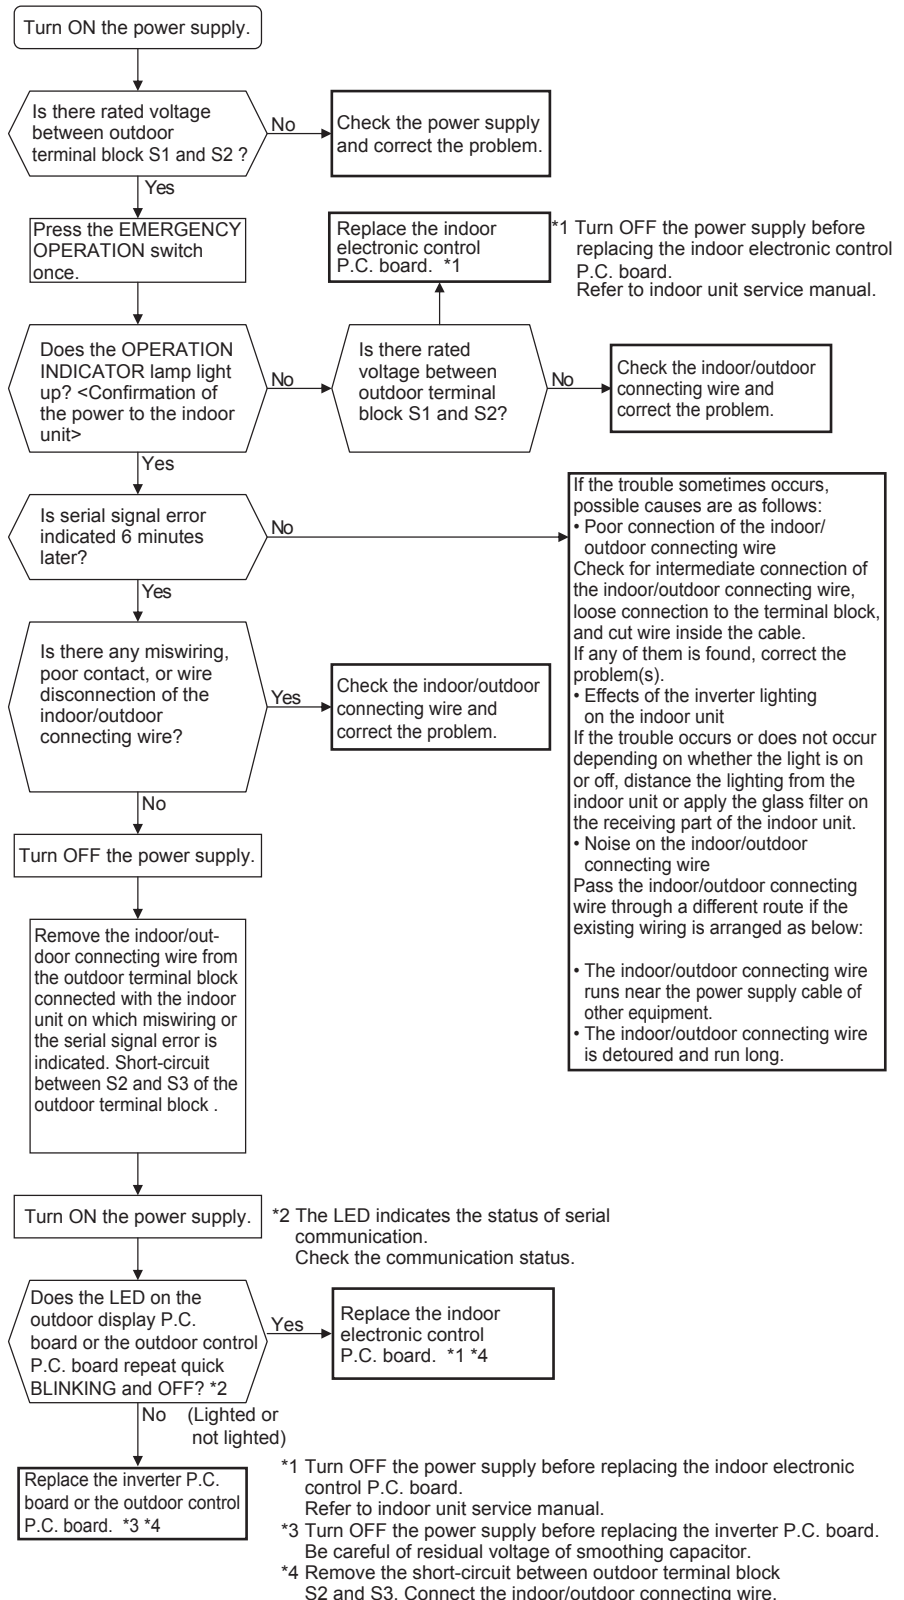 Turn ON the power supply.
Is there rated voltage
between outdoor
terminal block S1 and S2 ?
No
Check the power supply
and correct the problem.
Yes
Press the EMERGENCY
OPERATION switch
once.
Replace the indoor
electronic control
P.C. board. *1
*1 Turn OFF the power supply before
replacing the indoor electronic control
P.C. board.
Refer to indoor unit service manual.
Does the OPERATION
INDICATOR lamp light
up? <Confirmation of
the power to the indoor
unit>
No
Is there rated
voltage between
outdoor terminal
block S1 and S2?
No
Check the indoor/outdoor
connecting wire and
correct the problem.
Yes
Is serial signal error
indicated 6 minutes
later?
No
If the trouble sometimes occurs,
possible causes are as follows:
• Poor connection of the indoor/
outdoor connecting wire
Check for intermediate connection of
the indoor/outdoor connecting wire,
loose connection to the terminal block,
and cut wire inside the cable.
If any of them is found, correct the
problem(s).
• Effects of the inverter lighting
on the indoor unit
If the trouble occurs or does not occur
depending on whether the light is on
or off, distance the lighting from the
indoor unit or apply the glass filter on
the receiving part of the indoor unit.
• Noise on the indoor/outdoor
connecting wire
Pass the indoor/outdoor connecting
wire through a different route if the
existing wiring is arranged as below:
• The indoor/outdoor connecting wire
runs near the power supply cable of
other equipment.
• The indoor/outdoor connecting wire
is detoured and run long.
Yes
Is there any miswiring,
poor contact, or wire
disconnection of the
indoor/outdoor
connecting wire?
Yes
Check the indoor/outdoor
connecting wire and
correct the problem.
No
Turn OFF the power supply.
Remove the indoor/out-
door connecting wire from
the outdoor terminal block
connected with the indoor
unit on which miswiring or
the serial signal error is
indicated. Short-circuit
between S2 and S3 of the
outdoor terminal block .
Turn ON the power supply.
*2 The LED indicates the status of serial
communication.
Check the communication status.
Does the LED on the
outdoor display P.C.
board or the outdoor control
P.C. board repeat quick
BLINKING and OFF? *2
Yes
Replace the indoor
electronic control
P.C. board. *1 *4
No (Lighted or
not lighted)
Replace the inverter P.C.
board or the outdoor control
P.C. board. *3 *4
*1 Turn OFF the power supply before replacing the indoor electronic
control P.C. board.
Refer to indoor unit service manual.
*3 Turn OFF the power supply before replacing the inverter P.C. board.
Be careful of residual voltage of smoothing capacitor.
*4 Remove the short-circuit between outdoor terminal block
S2 and S3. Connect the indoor/outdoor connecting wire.